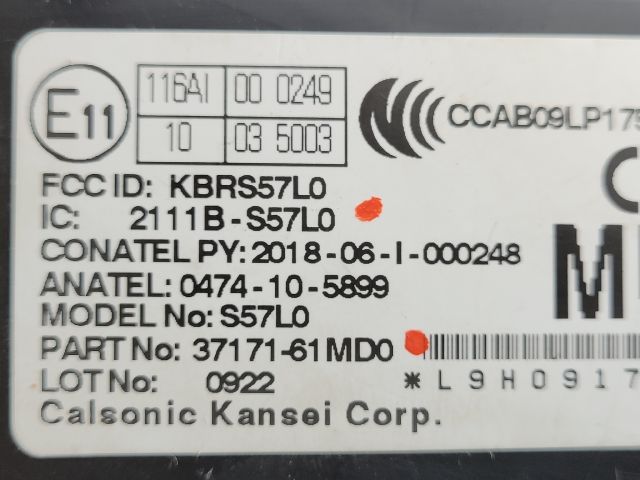 E11
116AI 00 0249
10 03 5003
CCAB09LP175
FCC ID: KBRS57L0
IC: 2111B-S57L0
CONATEL PY: 2018-06-I-000248
ANATEL: 0474-10-5899
MODEL No: S57L0
PART No: 37171-61MD0
LOT No: 0922
*L9H0917
Calsonic Kansei Corp.